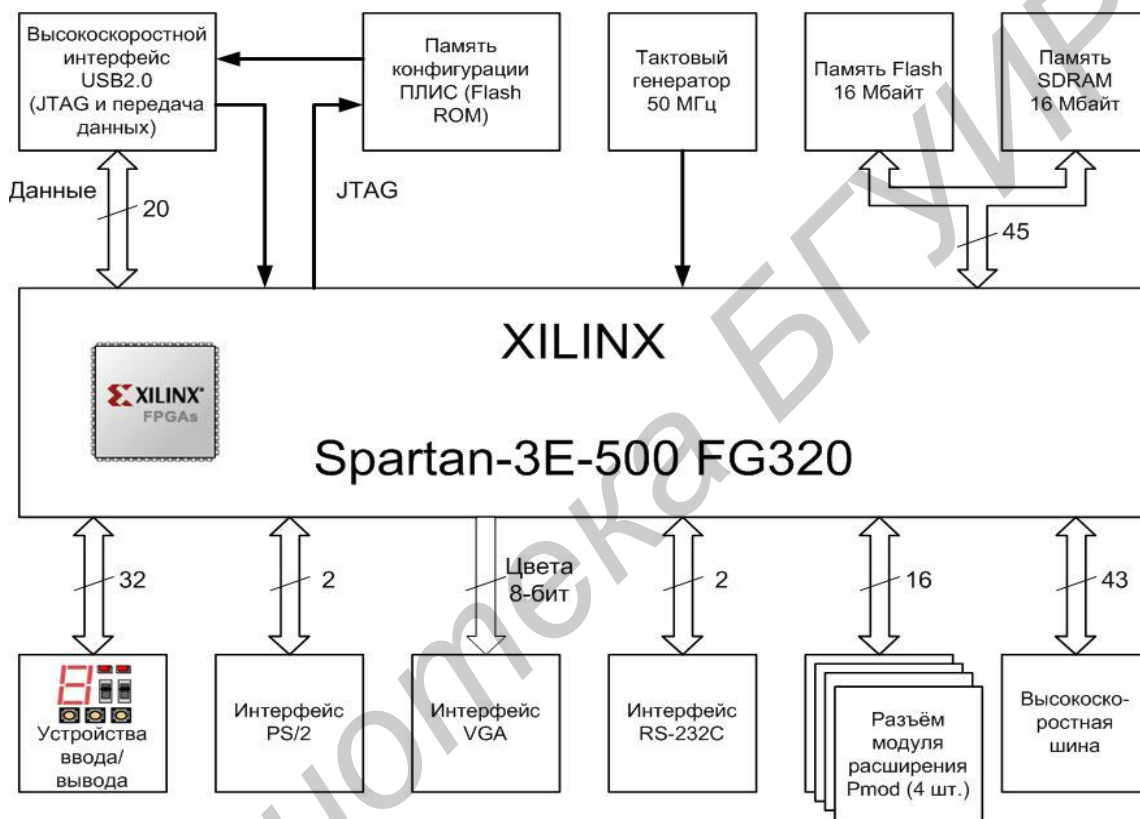 Высокоскоростной
интерфейс
USB2.0
(JTAG и передача
данных)
Память
конфигурации
ПЛИС (Flash
ROM)
Тактовый
генератор
50 МГц
Память Flash
16 Мбайт
Память
SDRAM
16 Мбайт
Данные
20
JTAG
45
XILINX
XILINX
FPGAs
Spartan-3E-500 FG320
32
2
Цвета
8-бит
2
16
43
Устройства
ввода/
вывода
Интерфейс
PS/2
Интерфейс
VGA
Интерфейс
RS-232C
Разъём
модуля
расширения
Pmod (4 шт.)
Высокоско-
ростная
шина
БГУИР